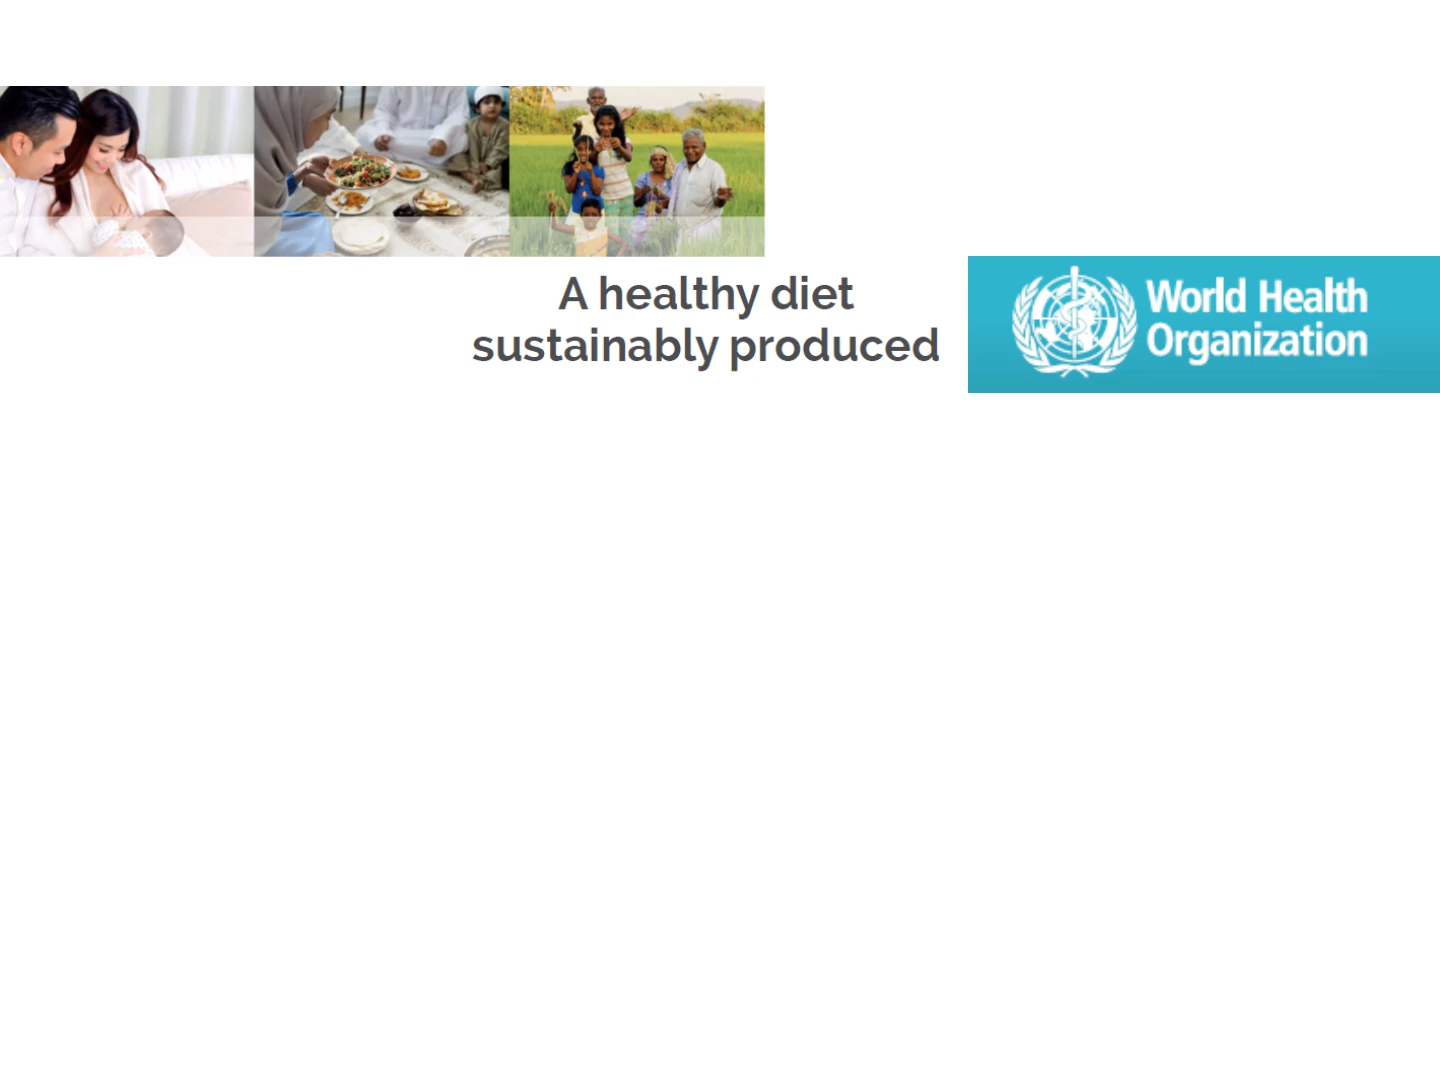 A healthy diet
sustainably produced
World Health
Organization